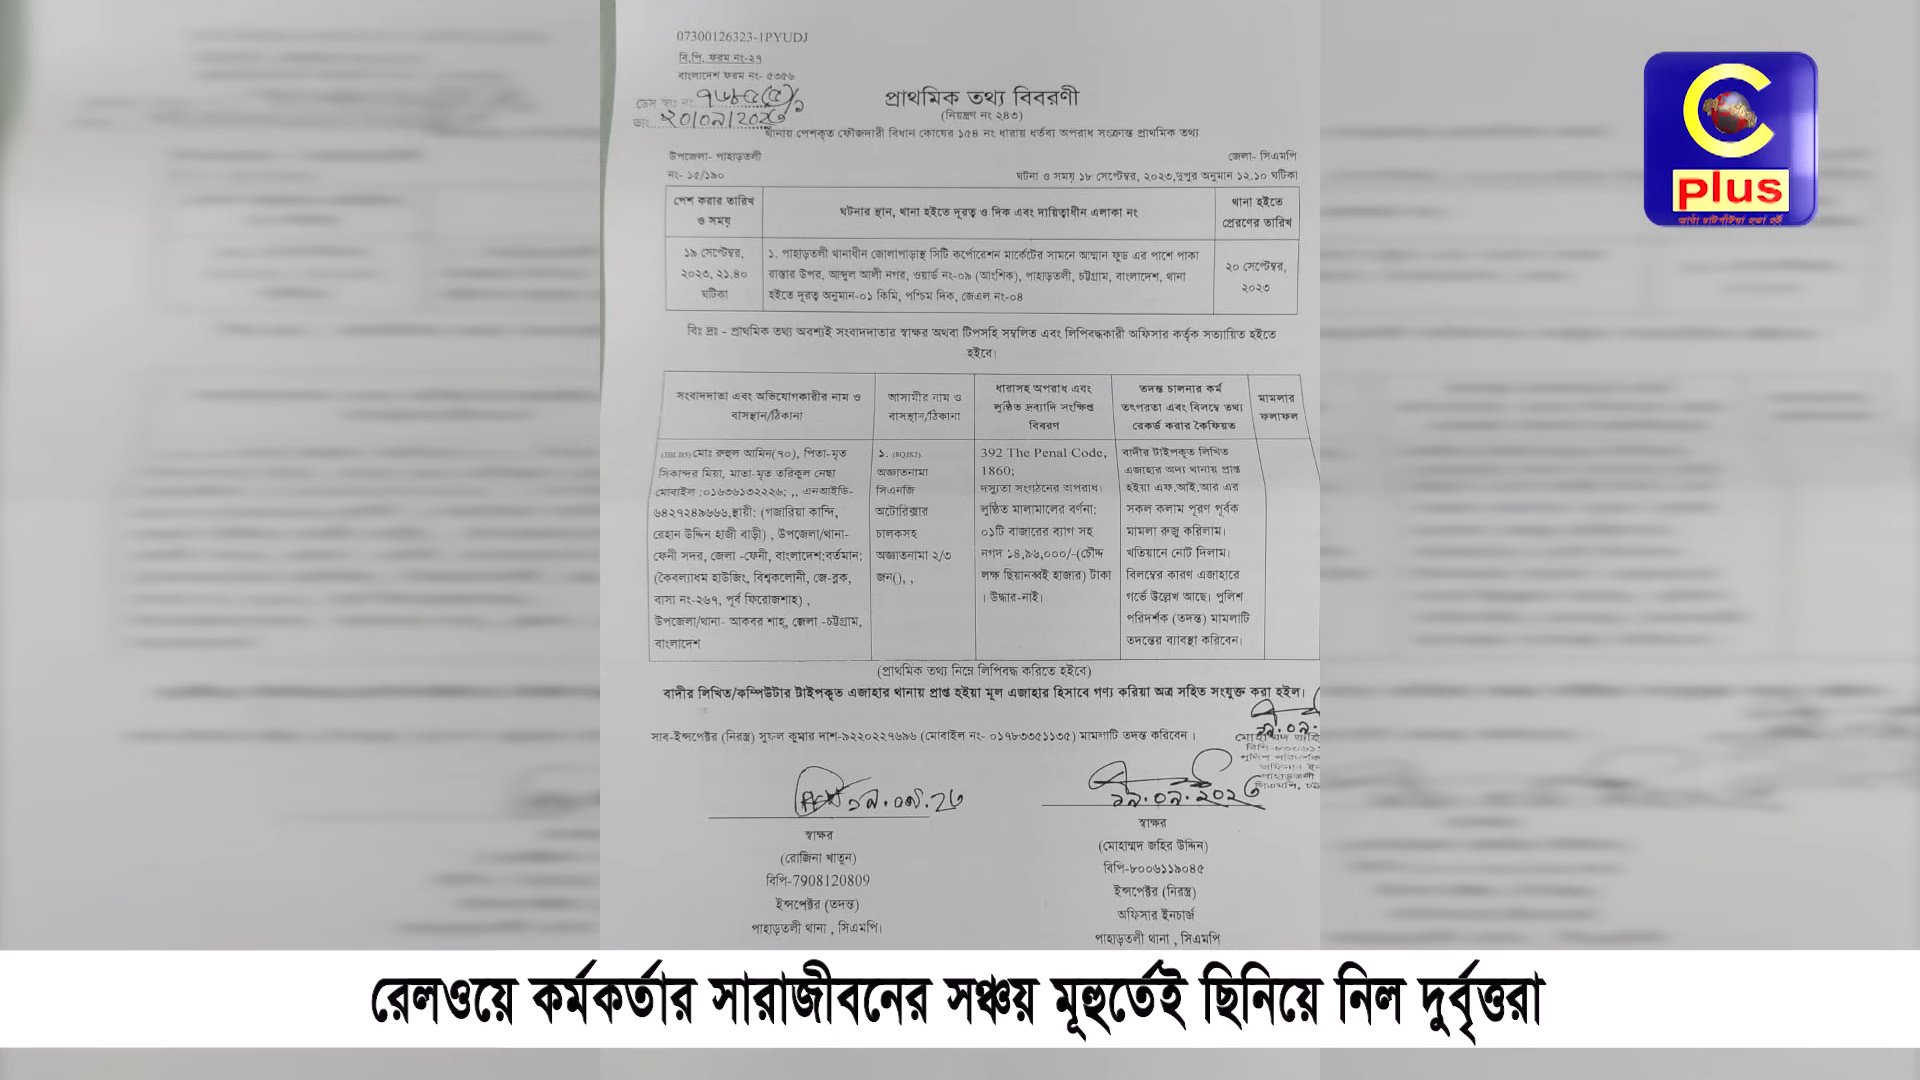 07300126323-1PYUDJ
বি.পি. ফরম নং-২৭
বাংলাদেশ ফরম নং- ৫৩৫৬
প্রাথমিক তথ্য বিবরণী
(নিয়ন্ত্রণ নং ২৪৩)
থানায় পেশকৃত ফৌজদারী বিধান কোষের ১৫৪ নং ধারায় ধর্তব্য অপরাধ সংক্রান্ত প্রাথমিক তথ্য
উপজেলা- পাহাড়তলী
জেলা- সিএমপি
নং- ১৫/১৯০
ঘটনা ও সময় ১৮ সেপ্টেম্বর, ২০২৩,দুপুর অনুমান ১২.১০ ঘটিকা
পেশ করার তারিখ
ও সময়
ঘটনার স্থান, থানা হইতে দূরত্ব ও দিক এবং দায়িত্বাধীন এলাকা নং
থানা হইতে
প্রেরণের তারিখ
১৯ সেপ্টেম্বর,
২০২৩, ২১.৪০
ঘটিকা
১. পাহাড়তলী থানাধীন জোলাপাড়াস্থ সিটি কর্পোরেশন মার্কেটের সামনে আম্মান ফুড এর পাশে পাকা
রাস্তার উপর, আব্দুল আলী নগর, ওয়ার্ড নং-০৯ (আংশিক), পাহাড়তলী, চট্টগ্রাম, বাংলাদেশ, থানা
হইতে দূরত্ব অনুমান-০১ কিমি, পশ্চিম দিক, জেএল নং-০৪
২০ সেপ্টেম্বর,
২০২৩
বিঃ দ্রঃ - প্রাথমিক তথ্য অবশ্যই সংবাদদাতার স্বাক্ষর অথবা টিপসহি সম্বলিত এবং লিপিবদ্ধকারী অফিসার কর্তৃক সত্যায়িত হইতে
হইবে।
সংবাদদাতা এবং অভিযোগকারীর নাম ও
বাসস্থান/ঠিকানা
আসামীর নাম ও
বাসস্থান/ঠিকানা
ধারাসহ অপরাধ এবং
লুণ্ঠিত দ্রব্যাদি সংক্ষিপ্ত
বিবরণ
তদন্ত চালনার কর্ম
তৎপরতা এবং বিলম্বে তথ্য
রেকর্ড করার কৈফিয়ত
মামলার
ফলাফল
মোঃ রুহুল আমিন(৭০), পিতা-মৃত
সিকান্দর মিয়া, মাতা-মৃত তরিকুল নেছা
মোবাইল :০১৬৩৬১৩২২২৬; ,, এনআইডি-
৬৪২৭২৪৯৬৬৬,স্থায়ী: (গজারিয়া কান্দি,
রেহান উদ্দিন হাজী বাড়ী) , উপজেলা/থানা-
ফেনী সদর, জেলা -ফেনী, বাংলাদেশ;বর্তমান:
(কৈবল্যাধম হাউজিং, বিশ্বকলোনী, জে-ব্লক,
বাসা নং-২৬৭, পূর্ব ফিরোজশাহ) ,
উপজেলা/থানা- আকবর শাহ্, জেলা -চট্টগ্রাম,
বাংলাদেশ
১. (8QJS2)
অজ্ঞাতনামা
সিএনজি
অটোরিক্সার
চালকসহ
অজ্ঞাতনামা ২/৩
জন(), ,
392 The Penal Code,
1860;
দস্যুতা সংগঠনের অপরাধ।
লুণ্ঠিত মালামালের বর্ণনা:
০১টি বাজারের ব্যাগ সহ
নগদ ১৪,৯৬,০০০/-(চৌদ্দ
লক্ষ ছিয়ানব্বই হাজার) টাকা
। উদ্ধার-নাই।
বাদীর টাইপকৃত লিখিত
এজাহার অদ্য থানায় প্রাপ্ত
হইয়া এফ.আই.আর এর
সকল কলাম পূরণ পূর্বক
মামলা রুজু করিলাম।
খতিয়ানে নোট দিলাম।
বিলম্বের কারণ এজাহারে
গর্ভে উল্লেখ আছে। পুলিশ
পরিদর্শক (তদন্ত) মামলাটি
তদন্তের ব্যাবস্থা করিবেন।
(প্রাথমিক তথ্য নিম্নে লিপিবদ্ধ করিতে হইবে)
বাদীর লিখিত/কম্পিউটার টাইপকৃত এজাহার থানায় প্রাপ্ত হইয়া মূল এজাহার হিসাবে গণ্য করিয়া অত্র সহিত সংযুক্ত করা হইল।
সাব-ইন্সপেক্টর (নিরস্ত্র) সুফল কুমার দাশ-৯২২০২২৭৬৯৬ (মোবাইল নং- ০১৭৮৩৩৫১১৩৫) মামলাটি তদন্ত করিবেন ।
১৯.০৯.২৩
১৯.০৯.২০২৩
স্বাক্ষর
(রোজিনা খাতুন)
বিপি-7908120809
ইন্সপেক্টর (তদন্ত)
পাহাড়তলী থানা , সিএমপি।
স্বাক্ষর
(মোহাম্মদ জহির উদ্দিন)
বিপি-৮০০৬১১৯০৪৫
ইন্সপেক্টর (নিরস্ত্র)
অফিসার ইনচার্জ
পাহাড়তলী থানা , সিএমপি
C
plus
রেলওয়ে কর্মকর্তার সারাজীবনের সঞ্চয় মূহুর্তেই ছিনিয়ে নিল দুর্বৃত্তরা